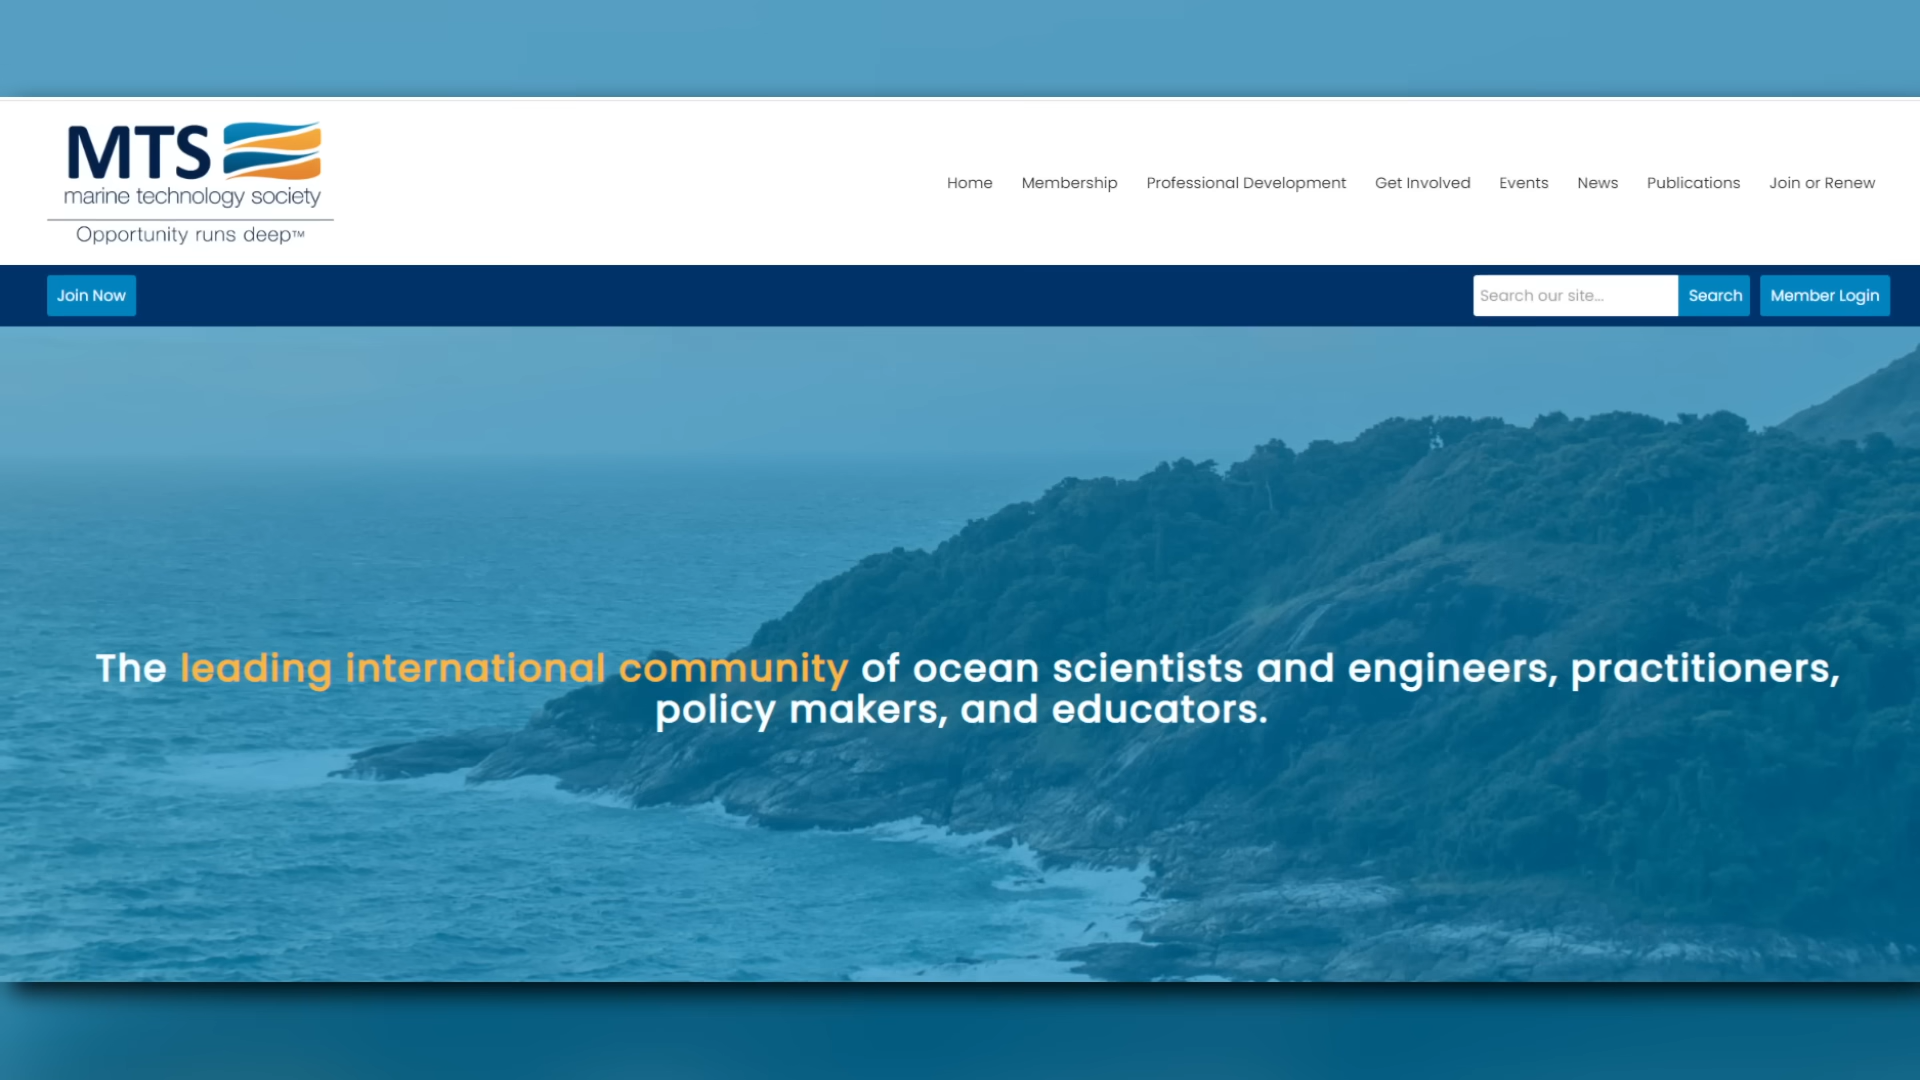 MTS
marine technology society
Opportunity runs deep™
Home Membership Professional Development Get Involved Events News Publications Join or Renew
Join Now
Search our site... Search Member Login
The leading international community of ocean scientists and engineers, practitioners,
policy makers, and educators.